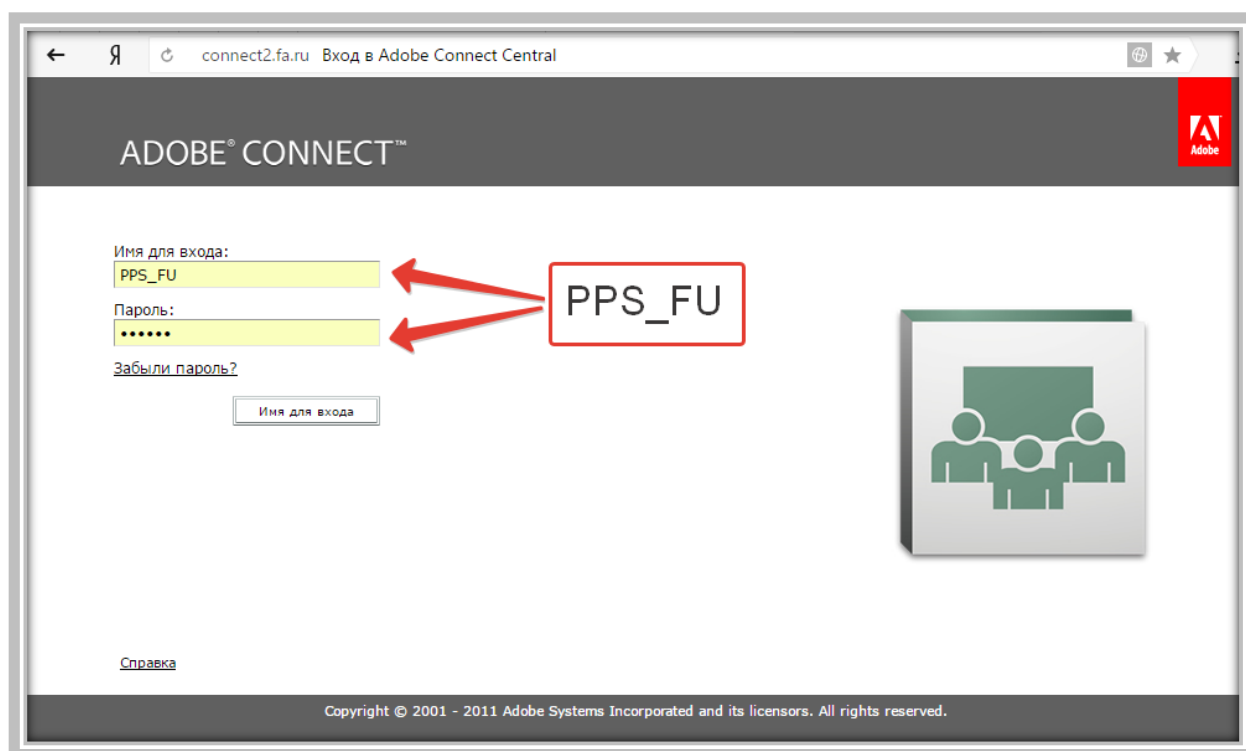 Я connect2.fa.ru Вход в Adobe Connect Central
ADOBE® CONNECT™
Adobe
Имя для входа:
PPS_FU
Пароль:
••••••
PPS_FU
Забыли пароль?
Имя для входа
Справка
Copyright © 2001 - 2011 Adobe Systems Incorporated and its licensors. All rights reserved.